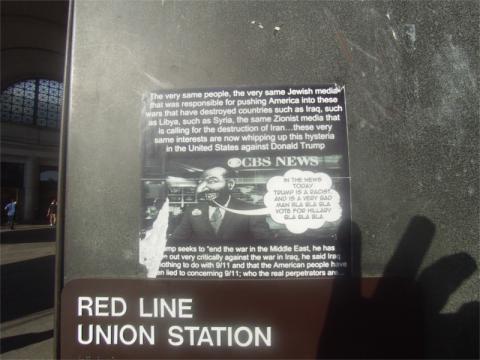 The very same people, the very same Jewish media
that was responsible for pushing America into these
wars that have destroyed countries such as Iraq, such
as Libya, such as Syria, the same Zionist media that
is calling for the destruction of Iran...these very
same interests are now whipping up this hysteria
in the United States against Donald Trump
CBS NEWS
IN THE NEWS
TODAY
TRUMP IS A RACIST,
AND IS A VERY BAD
MAN BLA BLA BLA
VOTE FOR HILLARY
BLA BLA BLA
seeks to "end the war in the Middle East, he has
out very critically against the war in Iraq, he said Iraq
nothing to do with 9/11 and that the American people have
lied to concerning 9/11; who the real perpetrators are...
RED LINE
UNION STATION